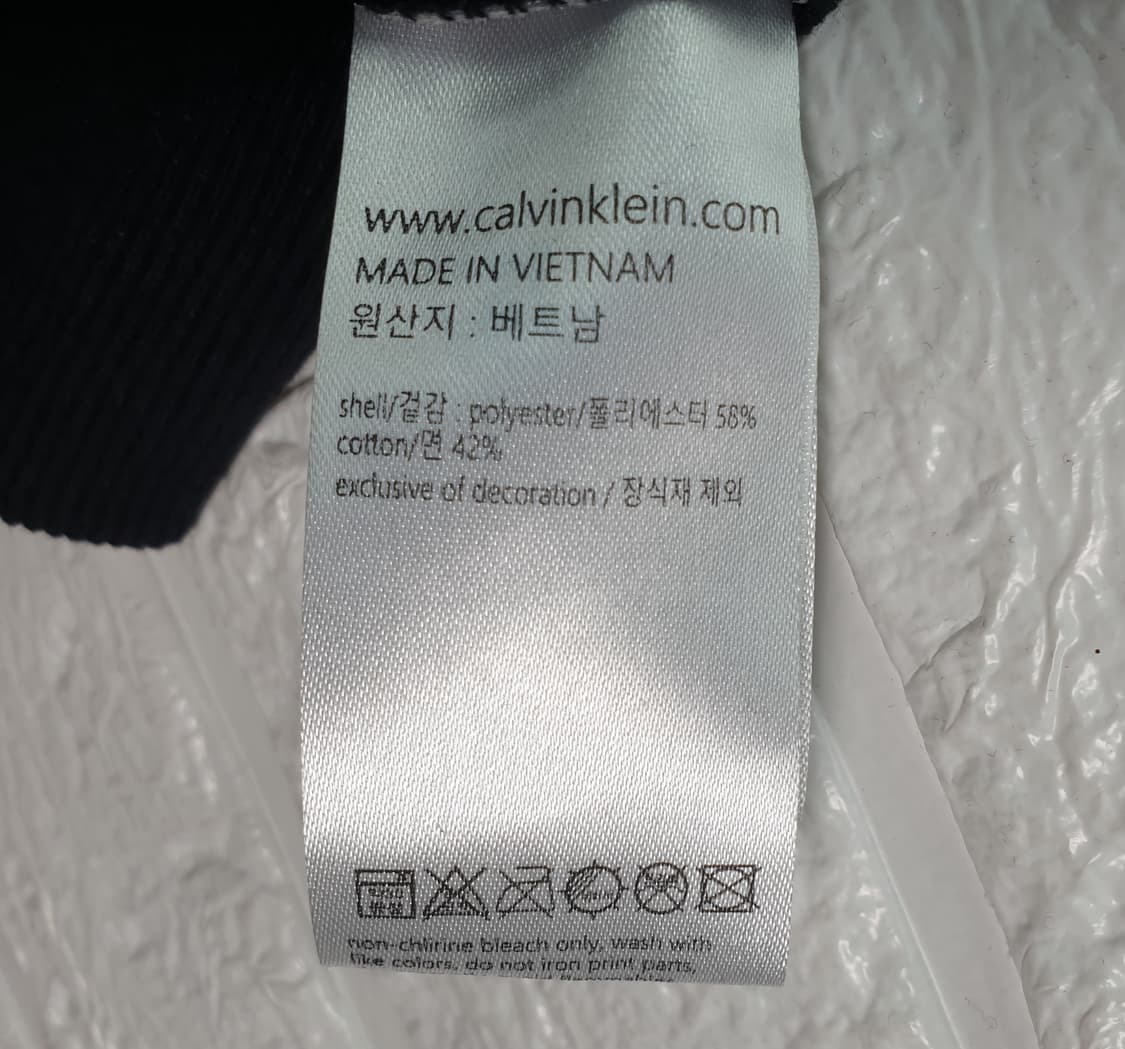 www.calvinklein.com
MADE IN VIETNAM
원산지 : 베트남
shell/겉감 : polyester/폴리에스터 58%
cotton/면 42%
exclusive of decoration / 장식재 제외
non-chlirine bleach only, wash with
like colors, do not iron print parts,